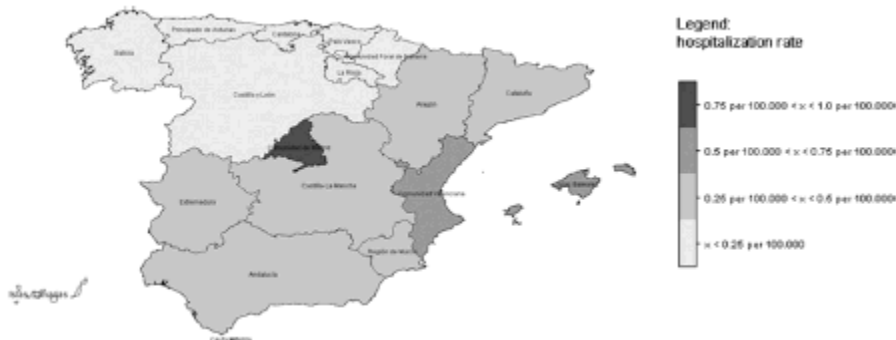 Legend:
hospitalization rate
0.75 per 100.000 < x < 1.0 per 100.000
0.5 per 100.000 < x < 0.75 per 100.000
0.25 per 100.000 < x < 0.5 per 100.000
x < 0.25 per 100.000
Principado de Asturias
Cantabria
Galicia
País Vasco
Comunidad Foral de Navarra
La Rioja
Castilla y León
Aragón
Cataluña
Comunidad de Madrid
Castilla-La Mancha
Comunidad Valenciana
Extremadura
Región de Murcia
Andalucía